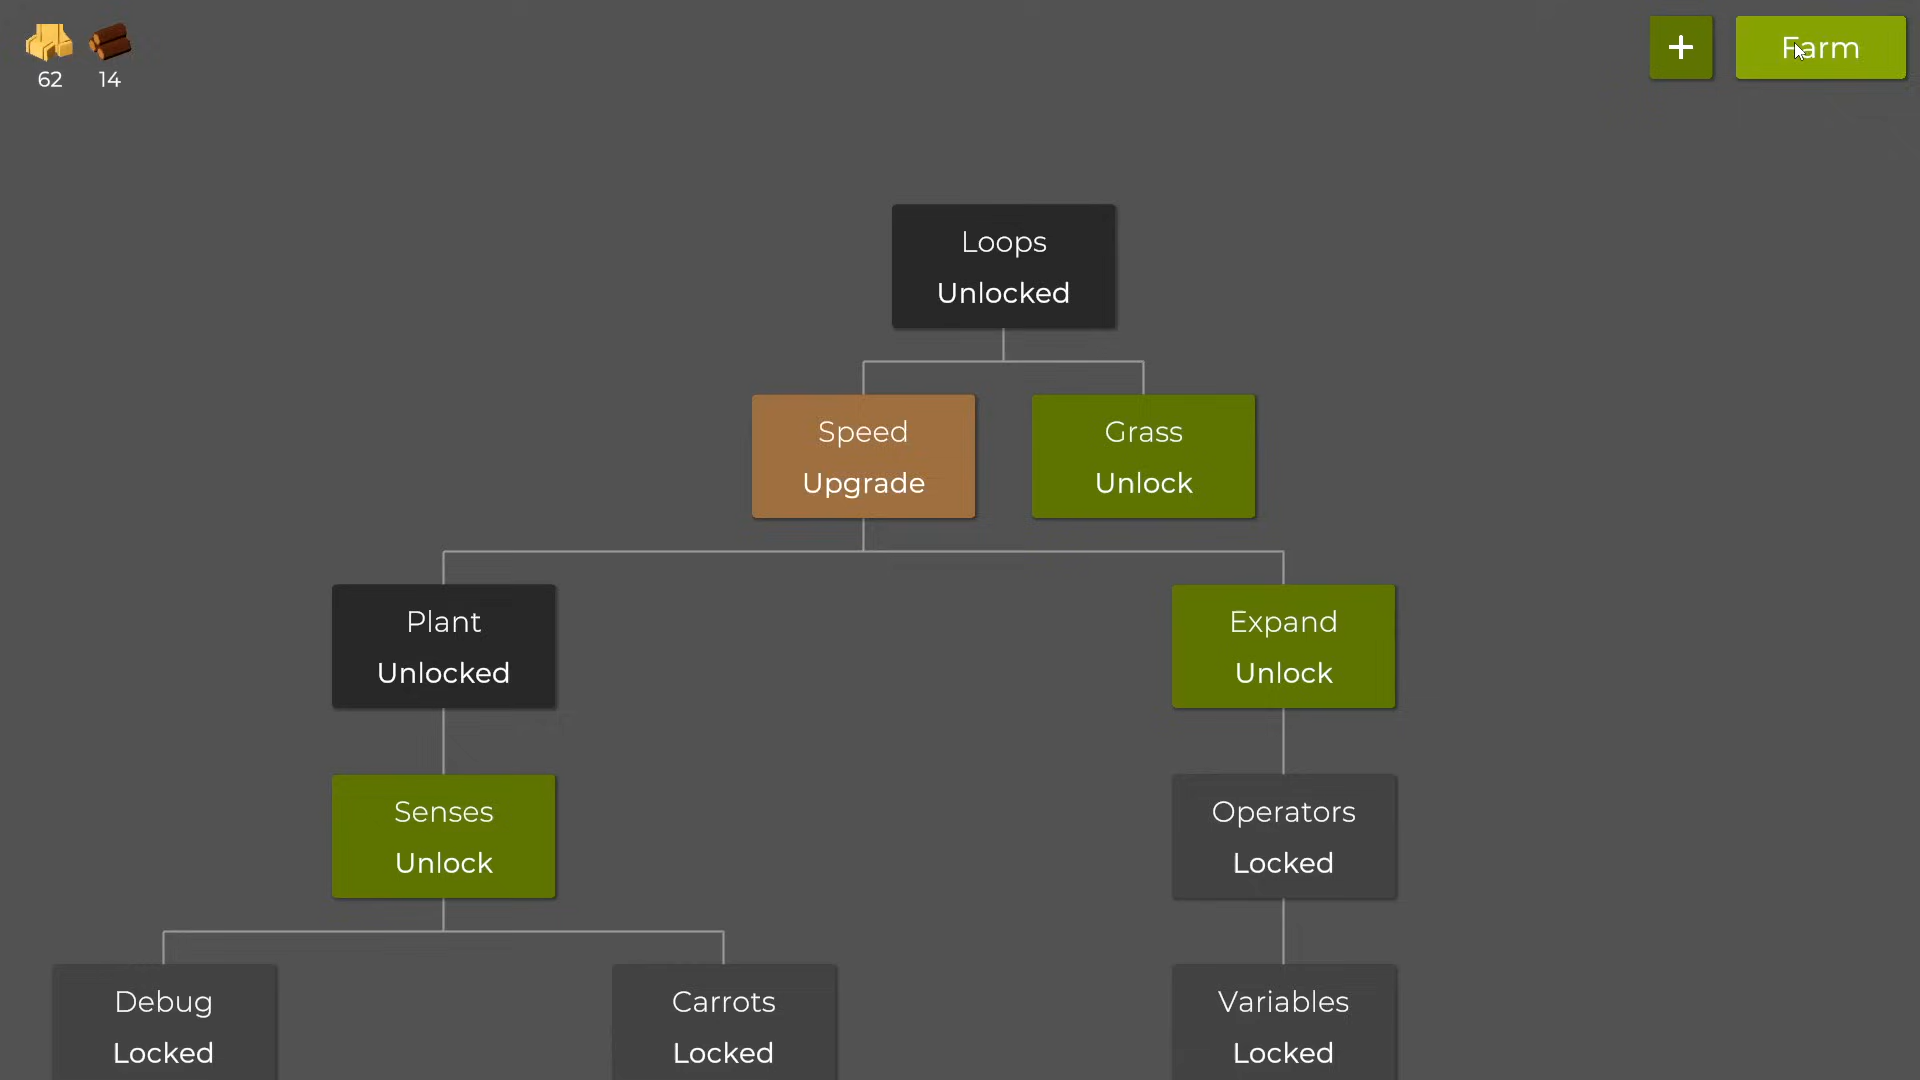 62 14
+ Farm
Loops
Unlocked
Speed
Upgrade
Grass
Unlock
Plant
Unlocked
Expand
Unlock
Senses
Unlock
Operators
Locked
Debug
Locked
Carrots
Locked
Variables
Locked